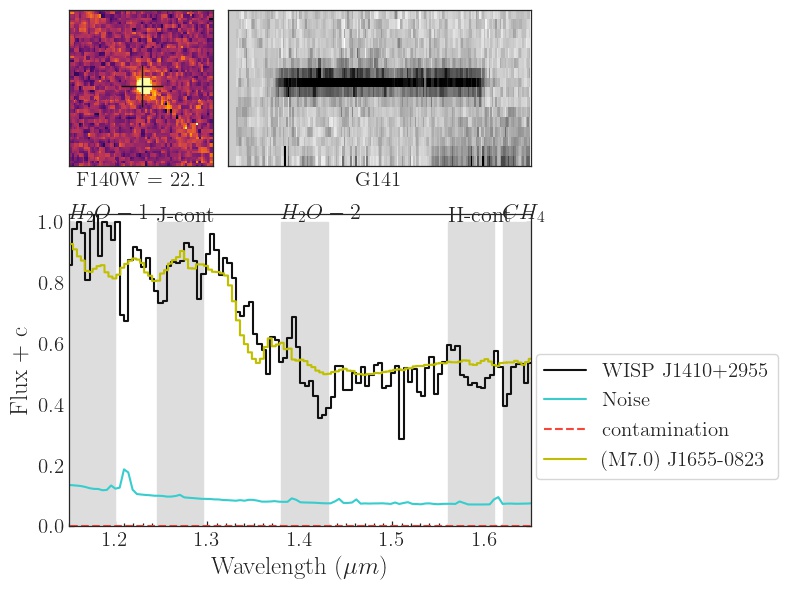 F140W = 22.1
G141
H₂O − 1
J-cont
H₂O − 2
H-cont
CH₄
1.0
0.8
0.6
0.4
0.2
0.0
Flux + c
1.2
1.3
1.4
1.5
1.6
Wavelength (μm)
WISP J1410+2955
Noise
contamination
(M7.0) J1655-0823